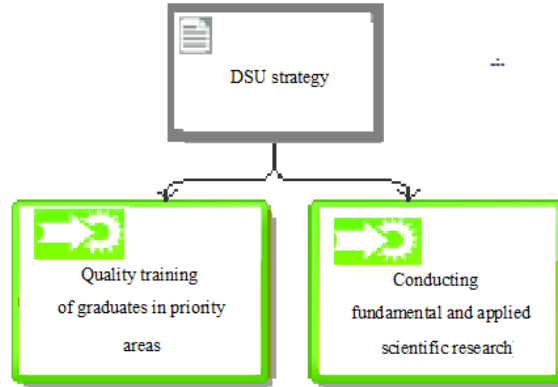 DSU strategy
Quality training
of graduates in priority
areas
Conducting
fundamental and applied
scientific research